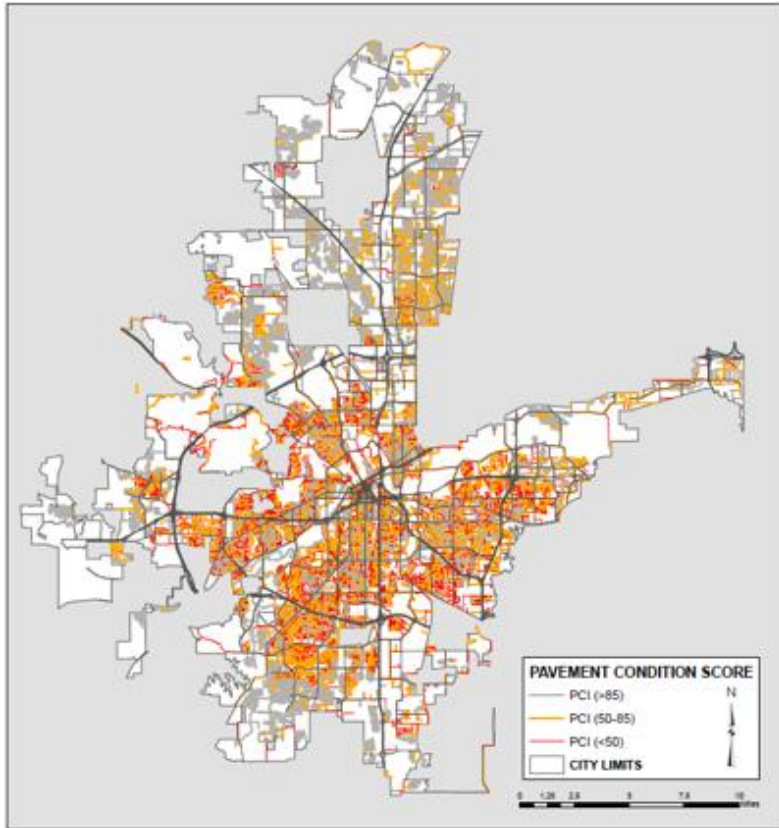 PAVEMENT CONDITION SCORE
PCI (>85)
N
PCI (50-85)
PCI (<50)
CITY LIMITS
0 1.25 2.5 5 7.5 10
Miles